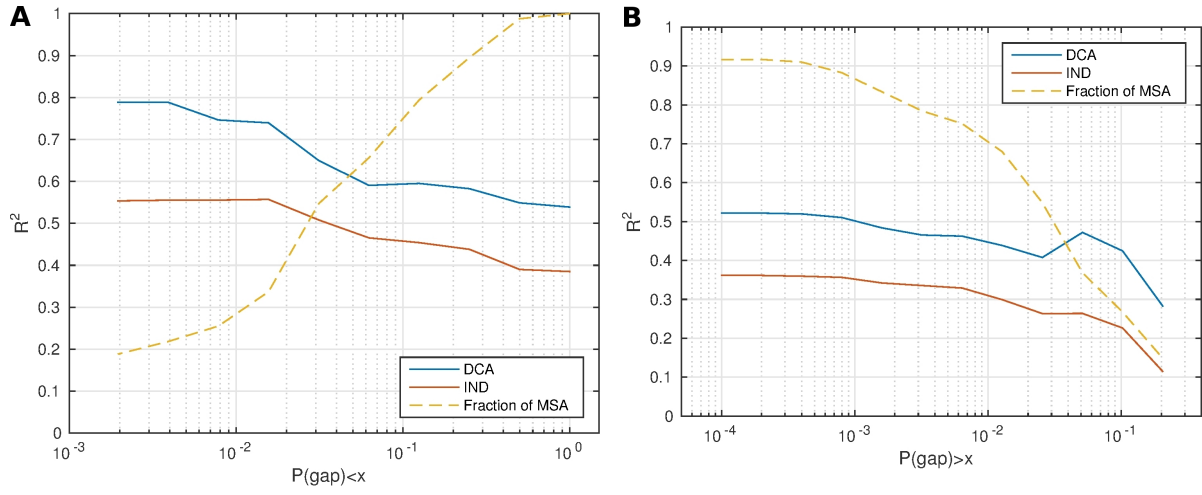 A
1
0.9
0.8
0.7
0.6
0.5
0.4
0.3
0.2
0.1
0
R²
10⁻³
10⁻²
10⁻¹
10⁰
P(gap)<x
DCA
IND
Fraction of MSA
B
1
0.9
0.8
0.7
0.6
0.5
0.4
0.3
0.2
0.1
0
R²
10⁻⁴
10⁻³
10⁻²
10⁻¹
P(gap)>x
DCA
IND
Fraction of MSA